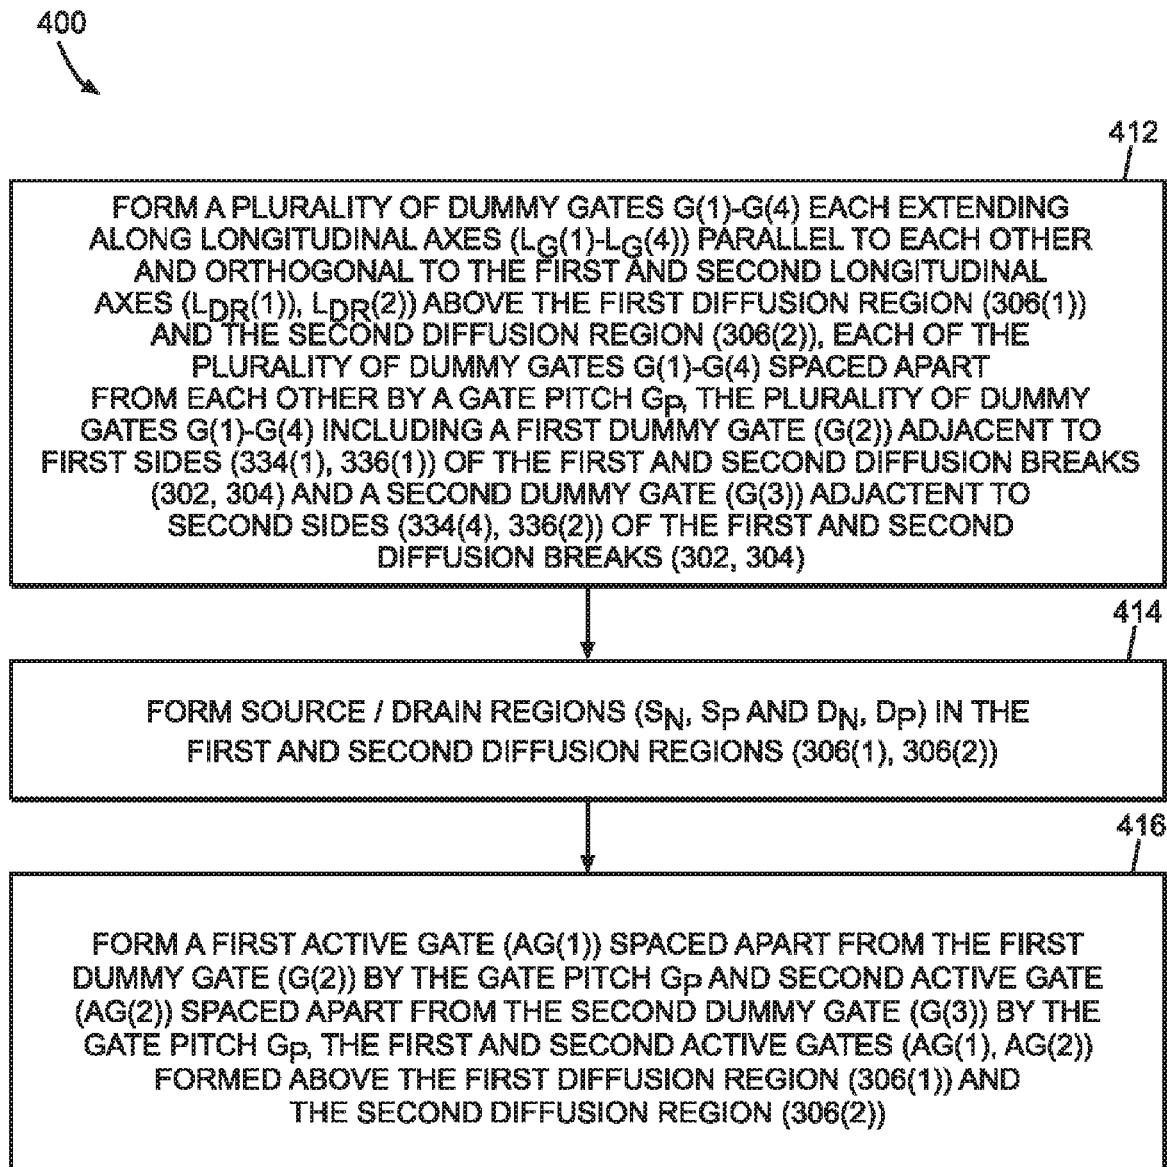 400
412
FORM A PLURALITY OF DUMMY GATES G(1)-G(4) EACH EXTENDING
ALONG LONGITUDINAL AXES (LG(1)-LG(4)) PARALLEL TO EACH OTHER
AND ORTHOGONAL TO THE FIRST AND SECOND LONGITUDINAL
AXES (LDR(1)), LDR(2)) ABOVE THE FIRST DIFFUSION REGION (306(1))
AND THE SECOND DIFFUSION REGION (306(2)), EACH OF THE
PLURALITY OF DUMMY GATES G(1)-G(4) SPACED APART
FROM EACH OTHER BY A GATE PITCH GP, THE PLURALITY OF DUMMY
GATES G(1)-G(4) INCLUDING A FIRST DUMMY GATE (G(2)) ADJACENT TO
FIRST SIDES (334(1), 336(1)) OF THE FIRST AND SECOND DIFFUSION BREAKS
(302, 304) AND A SECOND DUMMY GATE (G(3)) ADJACTENT TO
SECOND SIDES (334(4), 336(2)) OF THE FIRST AND SECOND
DIFFUSION BREAKS (302, 304)
414
FORM SOURCE / DRAIN REGIONS (SN, SP AND DN, DP) IN THE
FIRST AND SECOND DIFFUSION REGIONS (306(1), 306(2))
416
FORM A FIRST ACTIVE GATE (AG(1)) SPACED APART FROM THE FIRST
DUMMY GATE (G(2)) BY THE GATE PITCH GP AND SECOND ACTIVE GATE
(AG(2)) SPACED APART FROM THE SECOND DUMMY GATE (G(3)) BY THE
GATE PITCH GP, THE FIRST AND SECOND ACTIVE GATES (AG(1), AG(2))
FORMED ABOVE THE FIRST DIFFUSION REGION (306(1)) AND
THE SECOND DIFFUSION REGION (306(2))